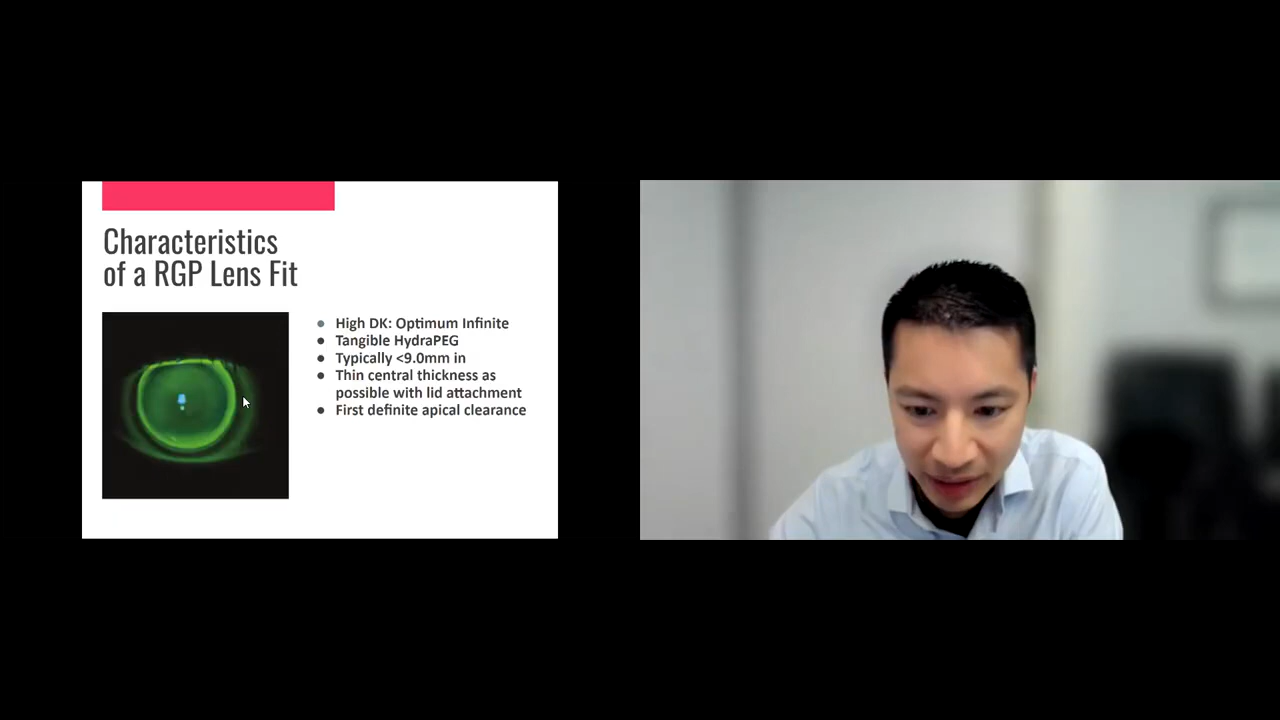 Characteristics
of a RGP Lens Fit
High DK: Optimum Infinite
Tangible HydraPEG
Typically <9.0mm in
Thin central thickness as
possible with lid attachment
First definite apical clearance